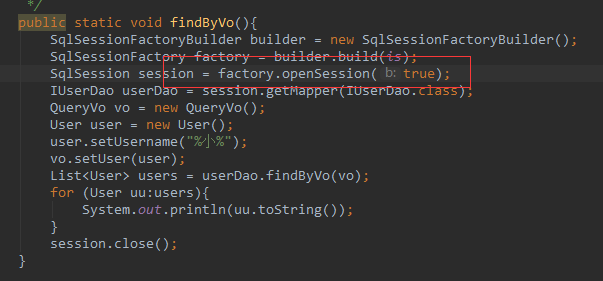 */
public static void findByVo(){
SqlSessionFactoryBuilder builder = new SqlSessionFactoryBuilder();
SqlSessionFactory factory = builder.build(is);
SqlSession session = factory.openSession( b: true);
IUserDao userDao = session.getMapper(IUserDao.class);
QueryVo vo = new QueryVo();
User user = new User();
user.setUsername("%小%");
vo.setUser(user);
List<User> users = userDao.findByVo(vo);
for (User uu:users){
System.out.println(uu.toString());
}
session.close();
}